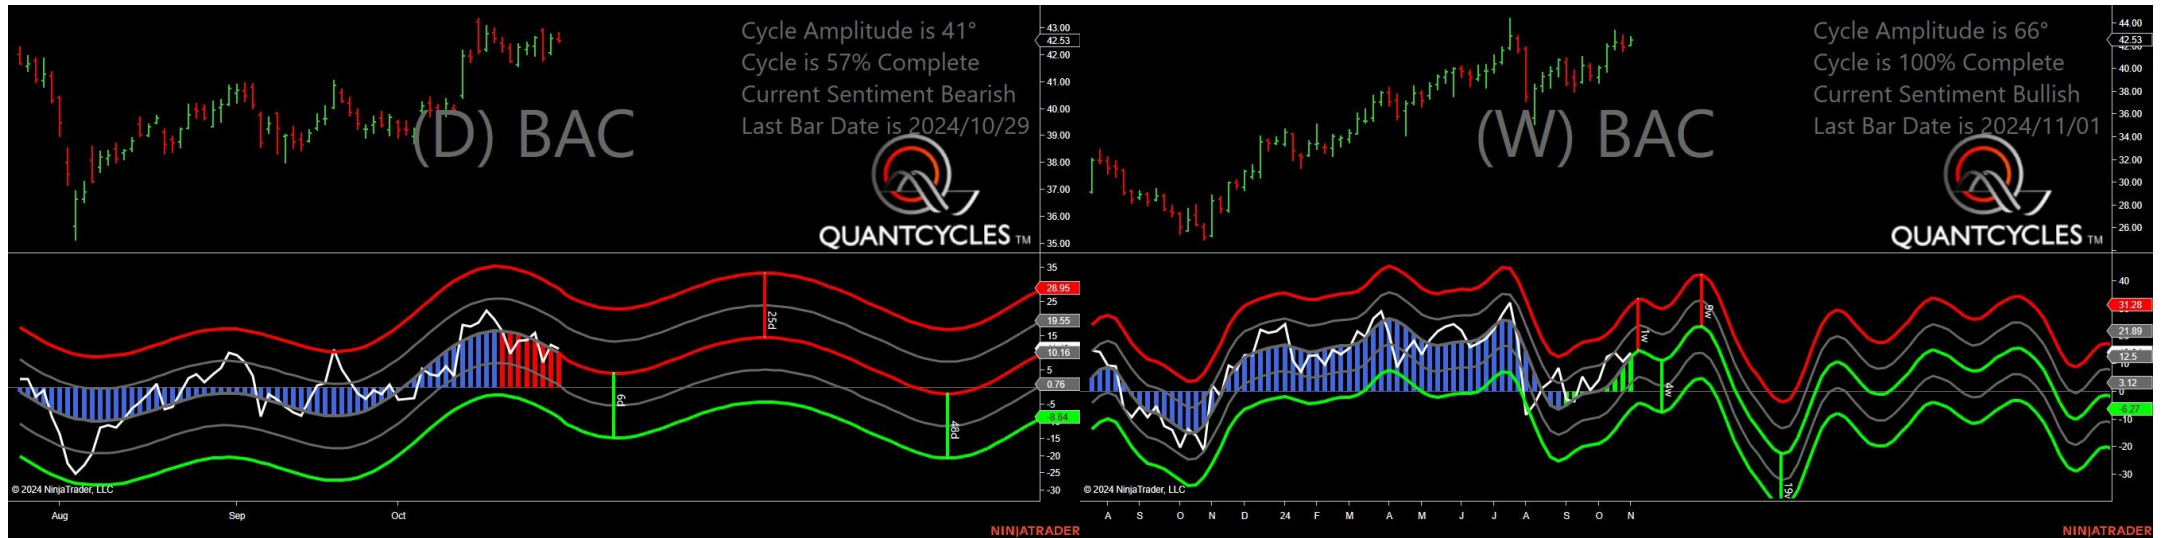 Cycle Amplitude is 41°
Cycle is 57% Complete
Current Sentiment Bearish
Last Bar Date is 2024/10/29
(D) BAC
QUANTCYCLES TM
43.00
42.53
42.00
41.00
40.00
39.00
38.00
37.00
36.00
35.00
35
28.95
25
19.55
15
10.16
5
0.76
-5
-8.64
-15
-20
-25
-30
25d
6d
48d
© 2024 NinjaTrader, LLC
Aug Sep Oct
NINJATRADER
Cycle Amplitude is 66°
Cycle is 100% Complete
Current Sentiment Bullish
Last Bar Date is 2024/11/01
(W) BAC
QUANTCYCLES TM
44.00
42.53
40.00
38.00
36.00
34.00
32.00
30.00
28.00
26.00
40
31.28
21.89
12.5
3.12
0
-6.27
-10
-20
-30
1w
9w
4w
© 2024 NinjaTrader, LLC
A S O N D 24 F M A M J J A S O N
NINJATRADER